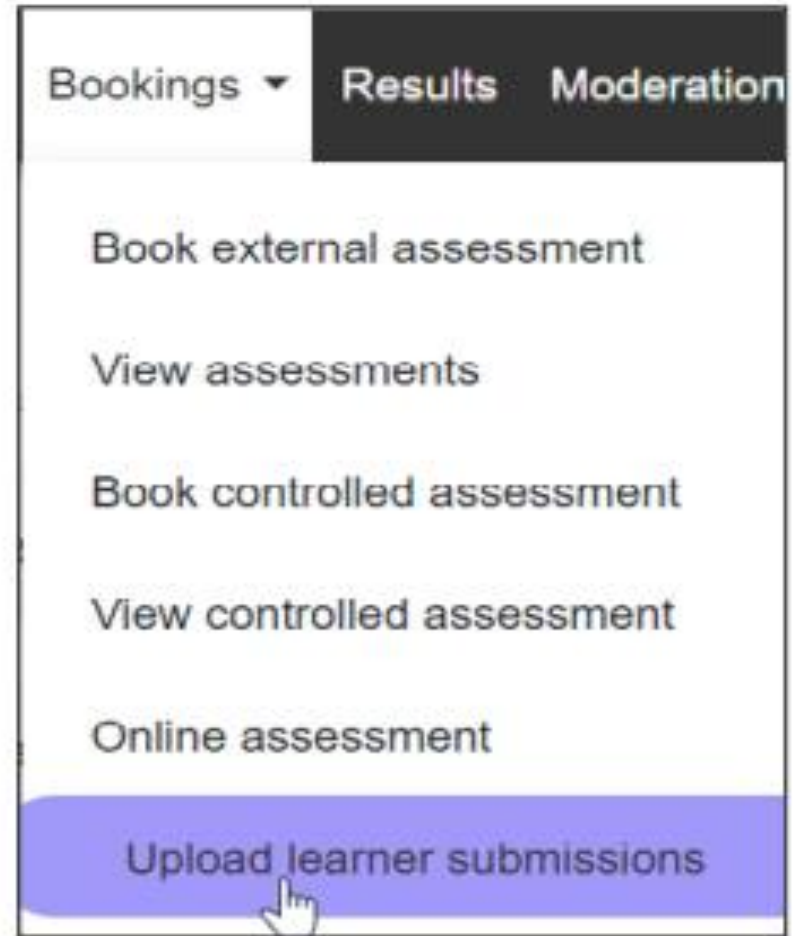 Bookings Results Moderation
Book external assessment
View assessments
Book controlled assessment
View controlled assessment
Online assessment
Upload learner submissions